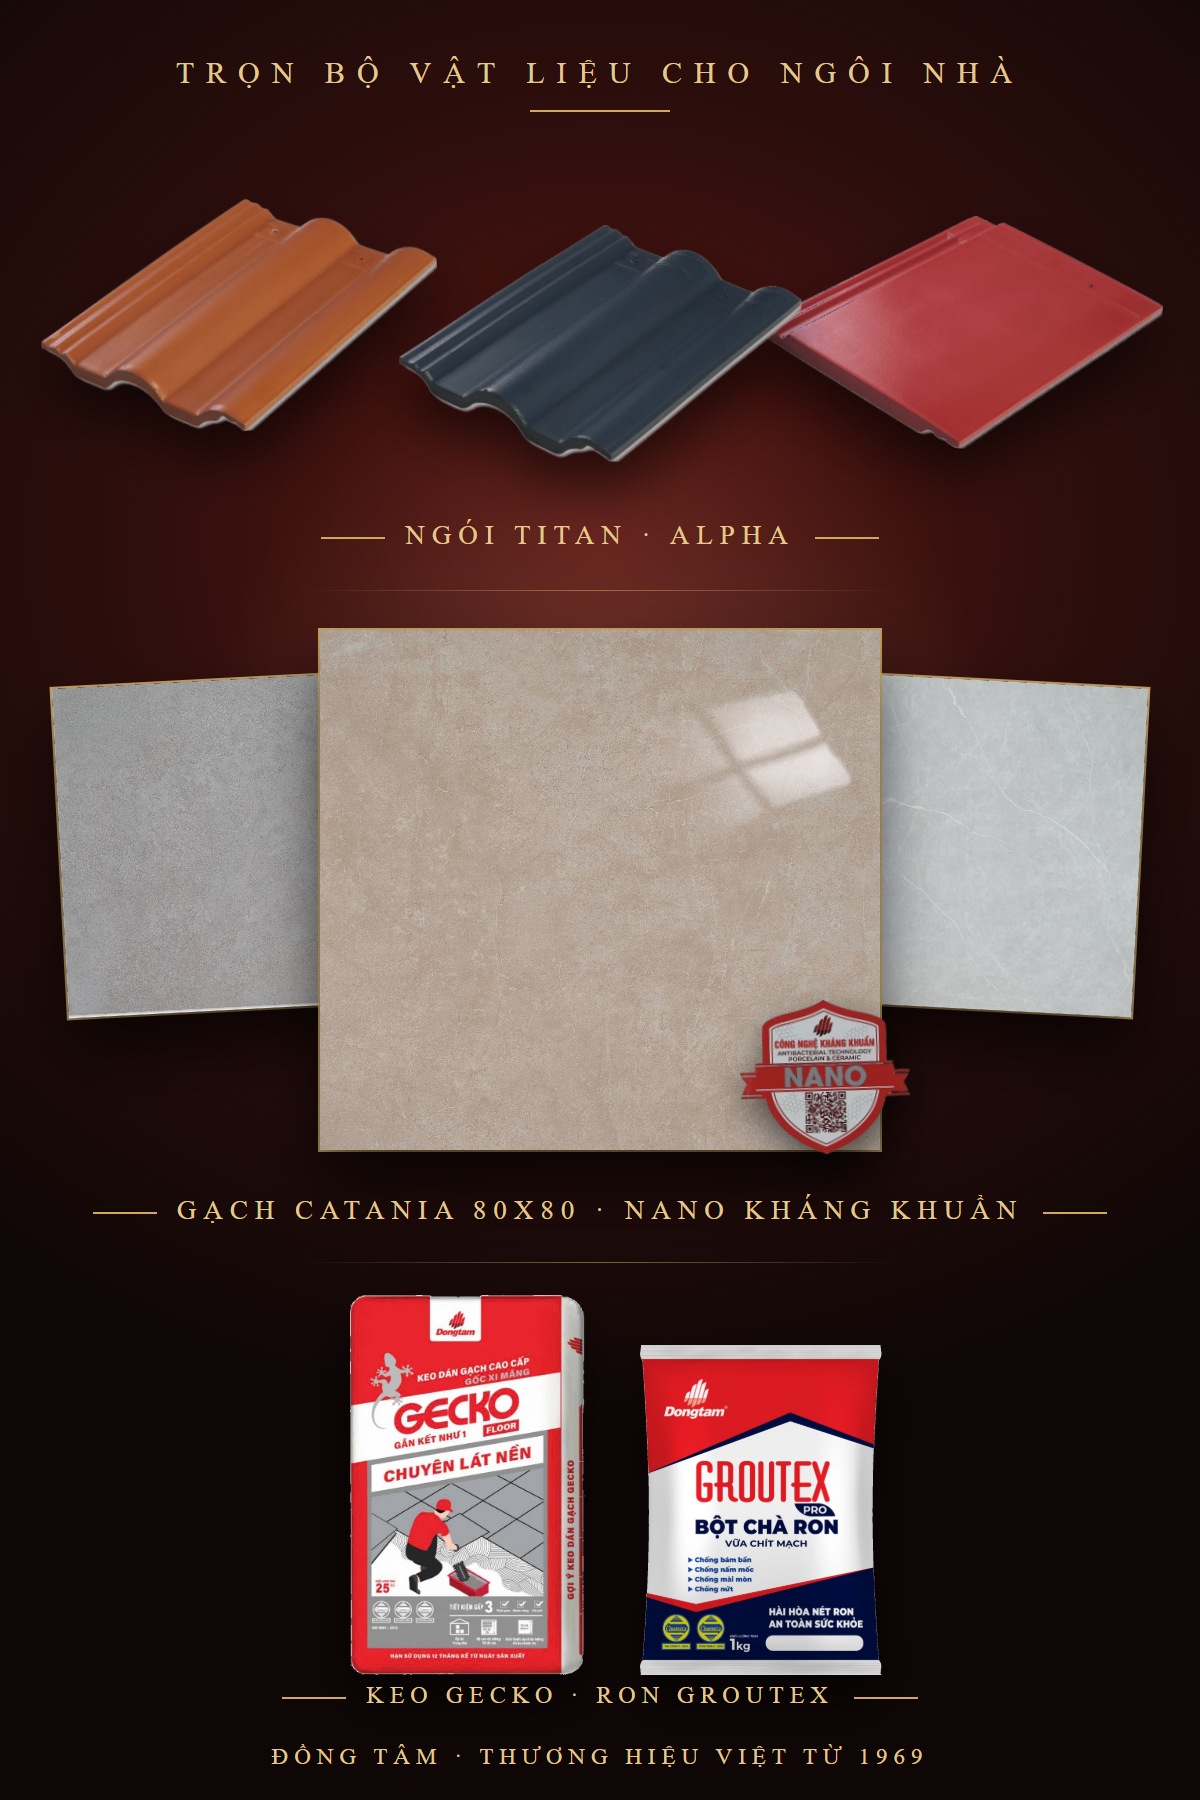 TRỌN BỘ VẬT LIỆU CHO NGÔI NHÀ
NGÓI TITAN · ALPHA
CÔNG NGHỆ KHÁNG KHUẨN
ANTIBACTERIAL TECHNOLOGY
PORCELAIN & CERAMIC
NANO
GẠCH CATANIA 80X80 · NANO KHÁNG KHUẨN
Dongtam
KEO DÁN GẠCH CAO CẤP
GỐC XI MĂNG
GECKO
GẮN KẾT NHƯ 1
FLOOR
CHUYÊN LÁT NỀN
25
TIẾT KIỆM GẤP 3
HẠN SỬ DỤNG 12 THÁNG KỂ TỪ NGÀY SẢN XUẤT
GỢI Ý KEO DÁN GẠCH GECKO
Dongtam
GROUTEX
PRO
BỘT CHÀ RON
VỮA CHÍT MẠCH
Chống bám bẩn
Chống nấm mốc
Chống mài mòn
Chống nứt
HÀI HÒA NÉT RON
AN TOÀN SỨC KHỎE
1kg
KEO GECKO · RON GROUTEX
ĐỒNG TÂM · THƯƠNG HIỆU VIỆT TỪ 1969